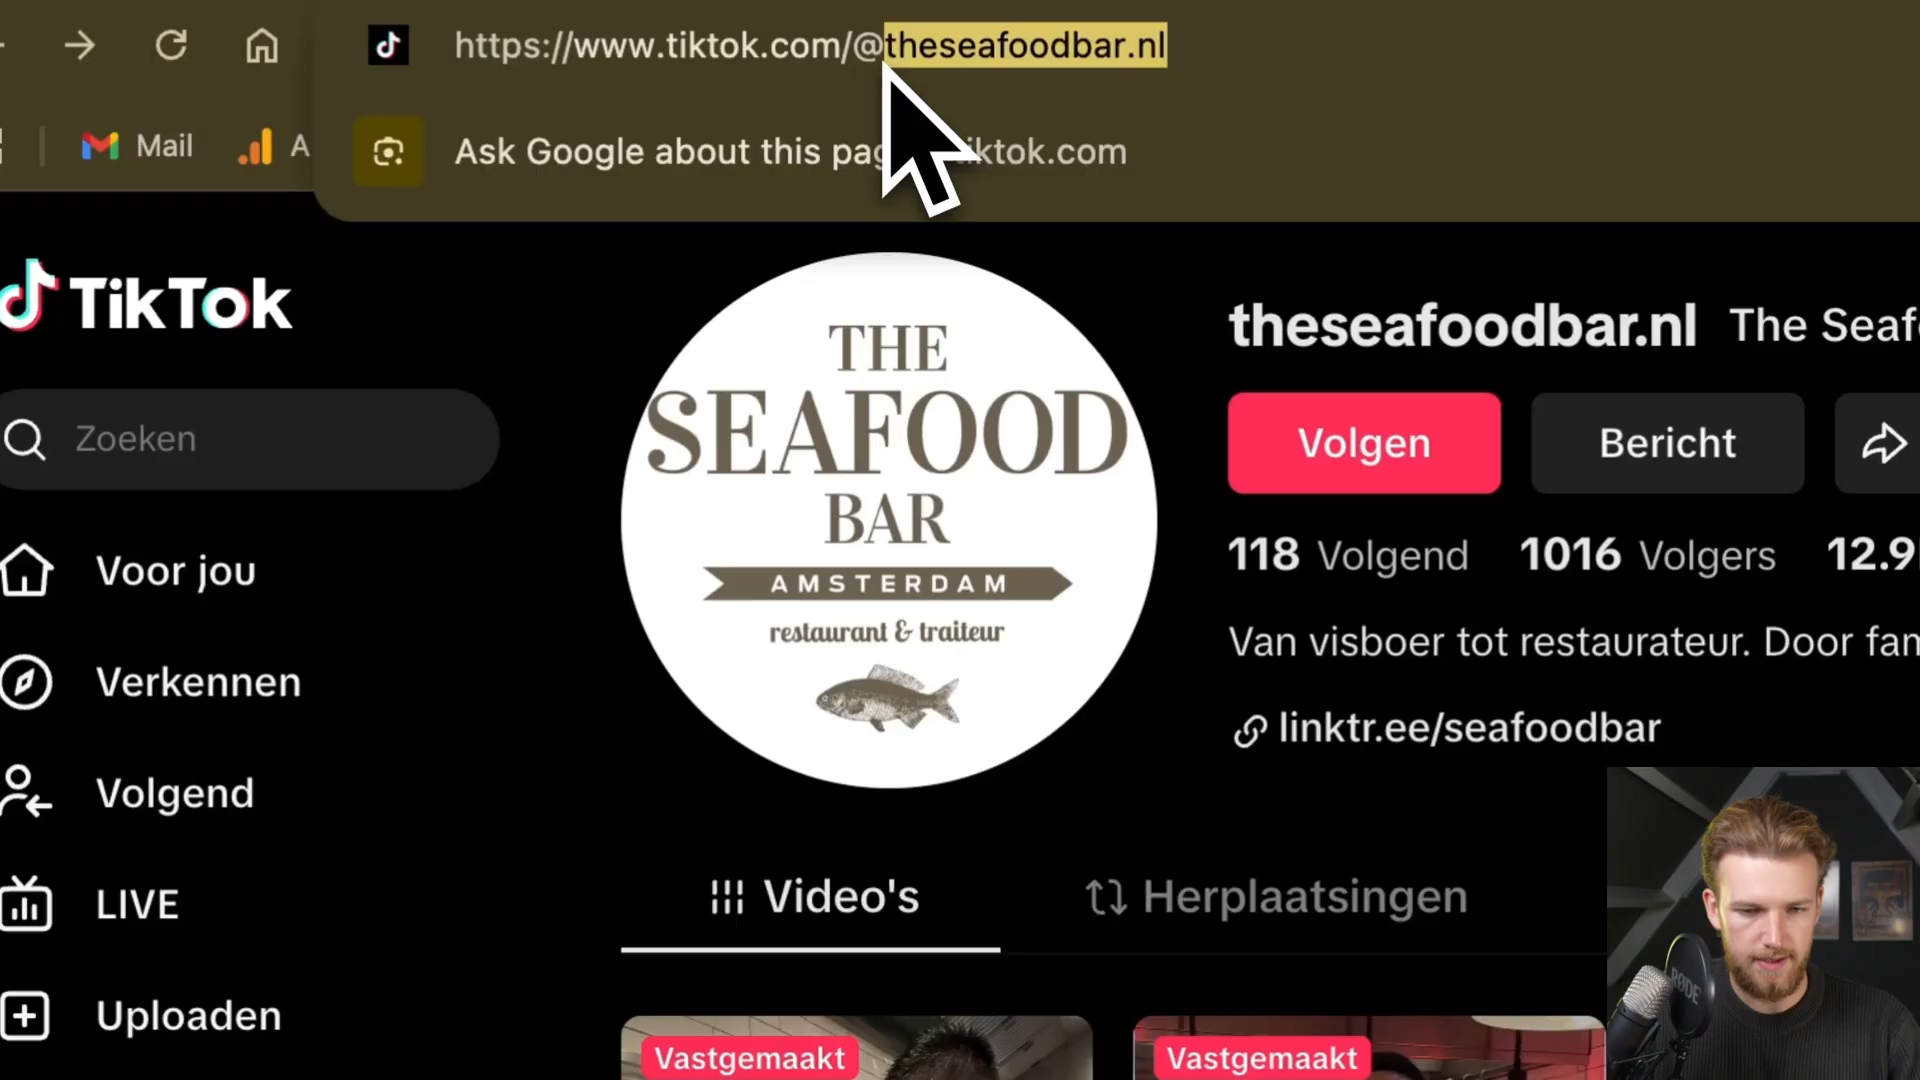 https://www.tiktok.com/@theseafoodbar.nl
Mail
A
Ask Google about this pag
iktok.com
TikTok
THE
SEAFOOD
BAR
AMSTERDAM
restaurant & traiteur
theseafoodbar.nl The Seaf
Zoeken
Volgen
Bericht
118 Volgend 1016 Volgers 12.9
Voor jou
Van visboer tot restaurateur. Door fam
Verkennen
linktr.ee/seafoodbar
Volgend
Video's
Herplaatsingen
LIVE
RØDE
Uploaden
Vastgemaakt
Vastgemaakt